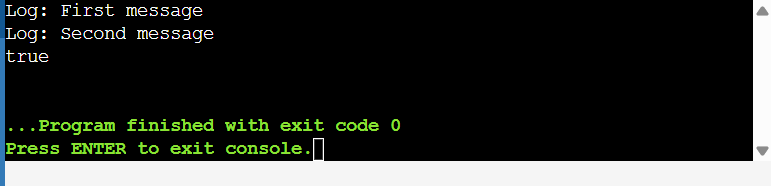 Log: First message
Log: Second message
true
...Program finished with exit code 0
Press ENTER to exit console.